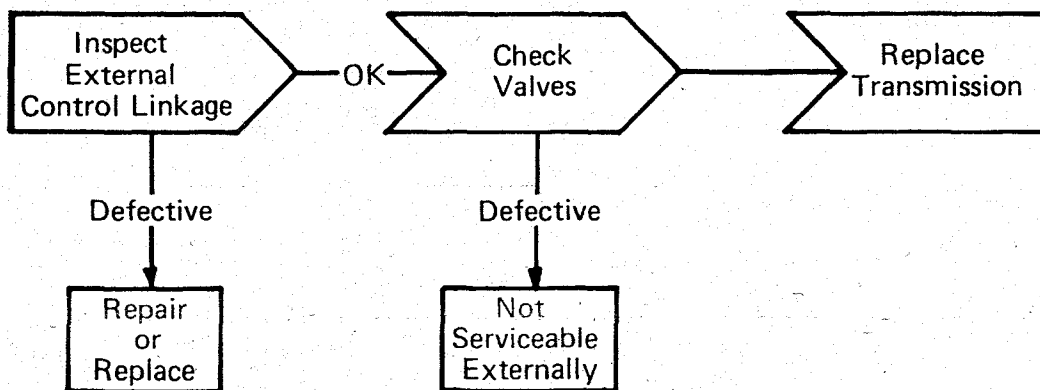 Inspect
External
Control Linkage
OK
Check
Valves
Replace
Transmission
Defective
Defective
Repair
or
Replace
Not
Serviceable
Externally